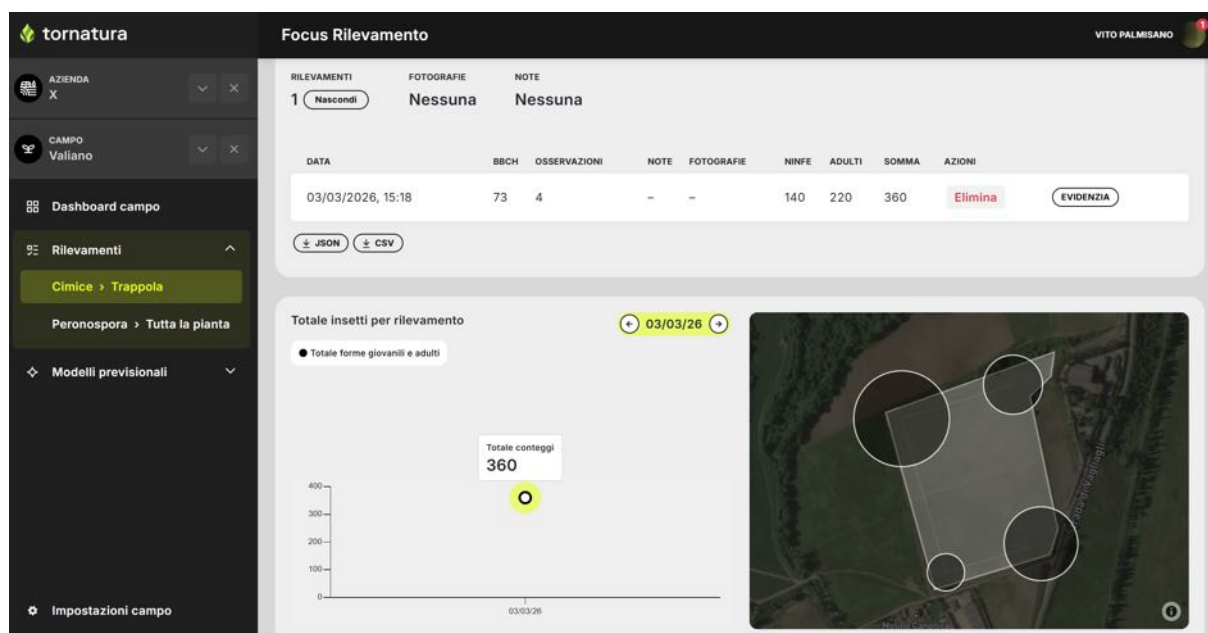 tornatura
Focus Rilevamento
VITO PALMISANO
1
AZIENDA
X
CAMPO
Valiano
Dashboard campo
Rilevamenti
Cimice › Trappola
Peronospora › Tutta la pianta
Modelli previsionali
Impostazioni campo
RILEVAMENTI FOTOGRAFIE NOTE
1 Nascondi Nessuna Nessuna
DATA BBCH OSSERVAZIONI NOTE FOTOGRAFIE NINFE ADULTI SOMMA AZIONI
03/03/2026, 15:18 73 4 – – 140 220 360 Elimina EVIDENZIA
JSON CSV
Totale insetti per rilevamento
03/03/26
Totale forme giovanili e adulti
Totale conteggi
360
400
300
200
100
0
03/03/26